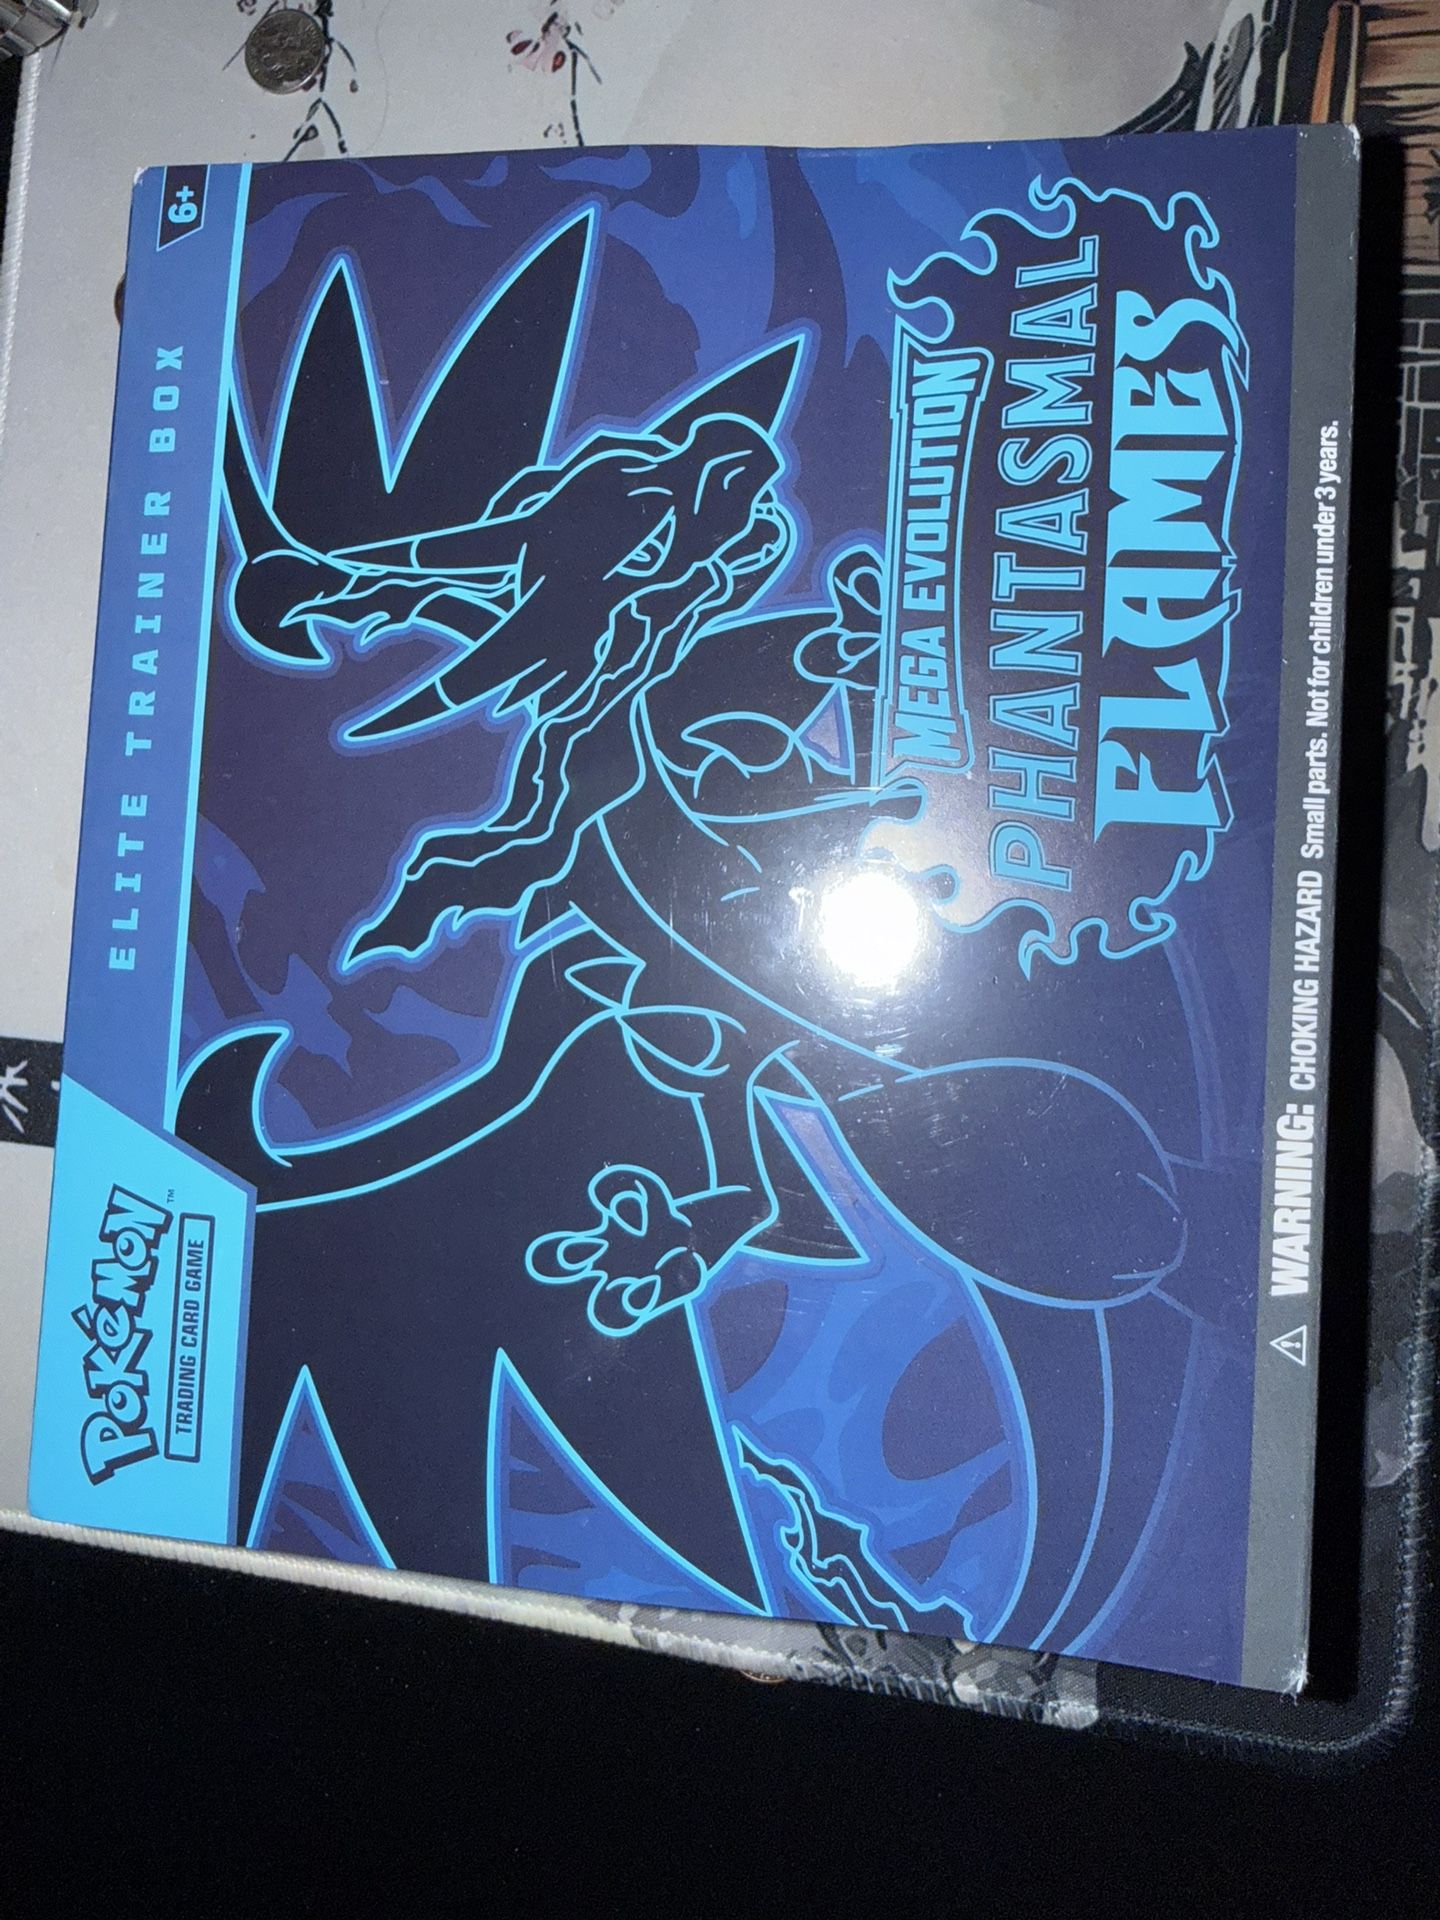 6+
ELITE TRAINER BOX
POKéMON™
TRADING CARD GAME
MEGA EVOLUTION
PHANTASMAL
FLAMES
⚠ WARNING: CHOKING HAZARD Small parts. Not for children under 3 years.